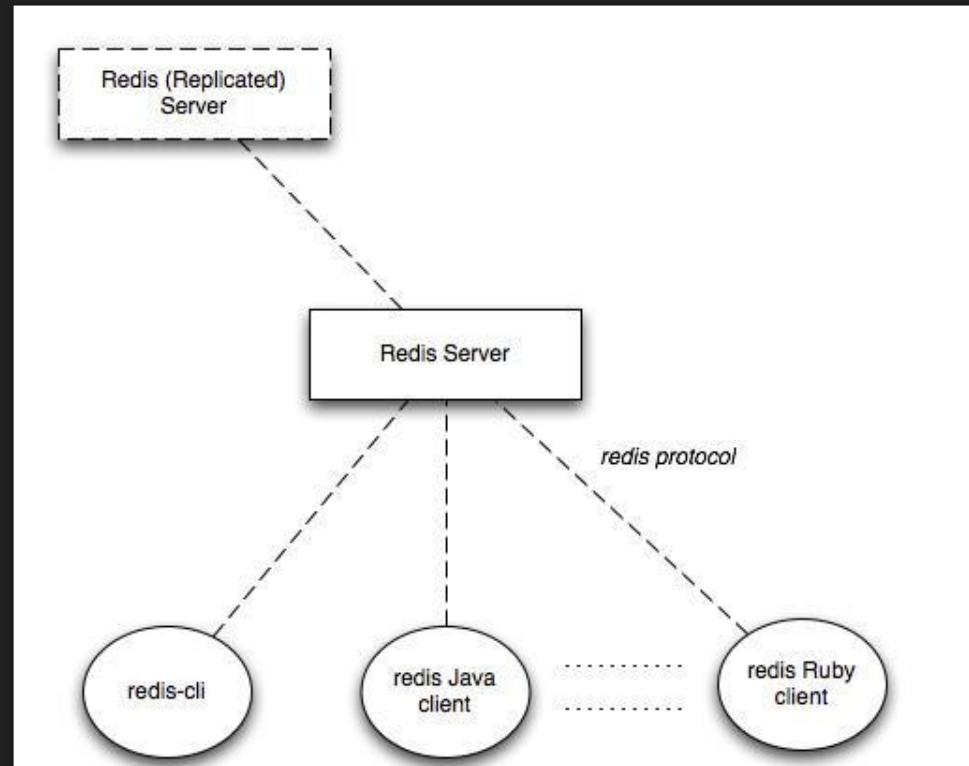 Redis (Replicated)
Server
Redis Server
redis protocol
redis-cli
redis Java
client
redis Ruby
client